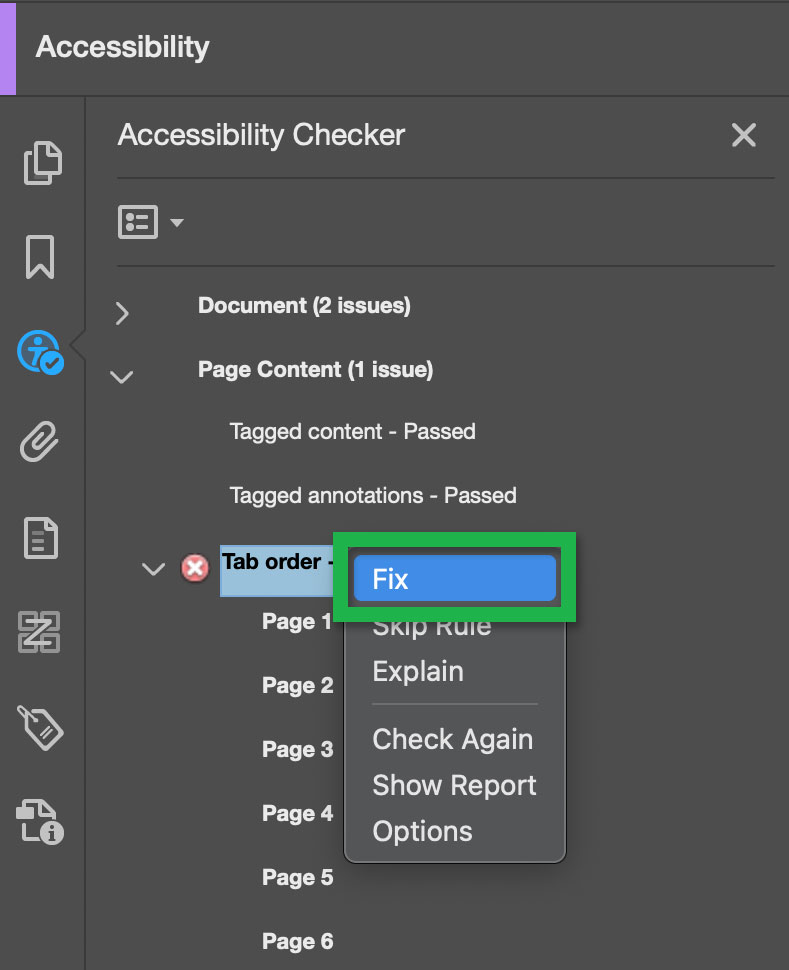 Accessibility
Accessibility Checker
Document (2 issues)
Page Content (1 issue)
Tagged content - Passed
Tagged annotations - Passed
Tab order -
Fix
Page 1
Skip Rule
Explain
Page 2
Check Again
Page 3
Show Report
Page 4
Options
Page 5
Page 6